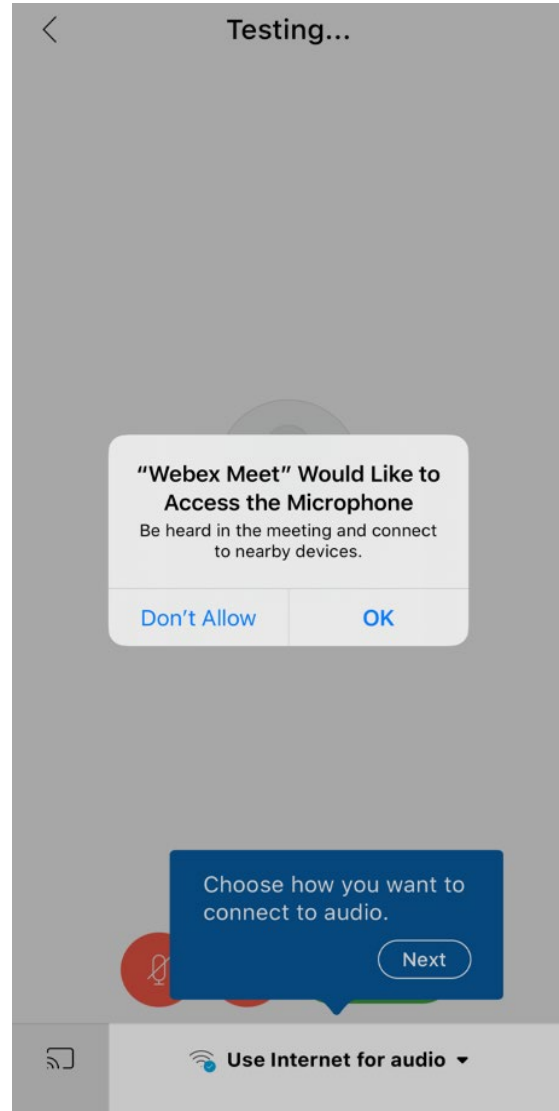 Testing...
“Webex Meet” Would Like to
Access the Microphone
Be heard in the meeting and connect
to nearby devices.
Don’t Allow
OK
Choose how you want to
connect to audio.
Next
Use Internet for audio